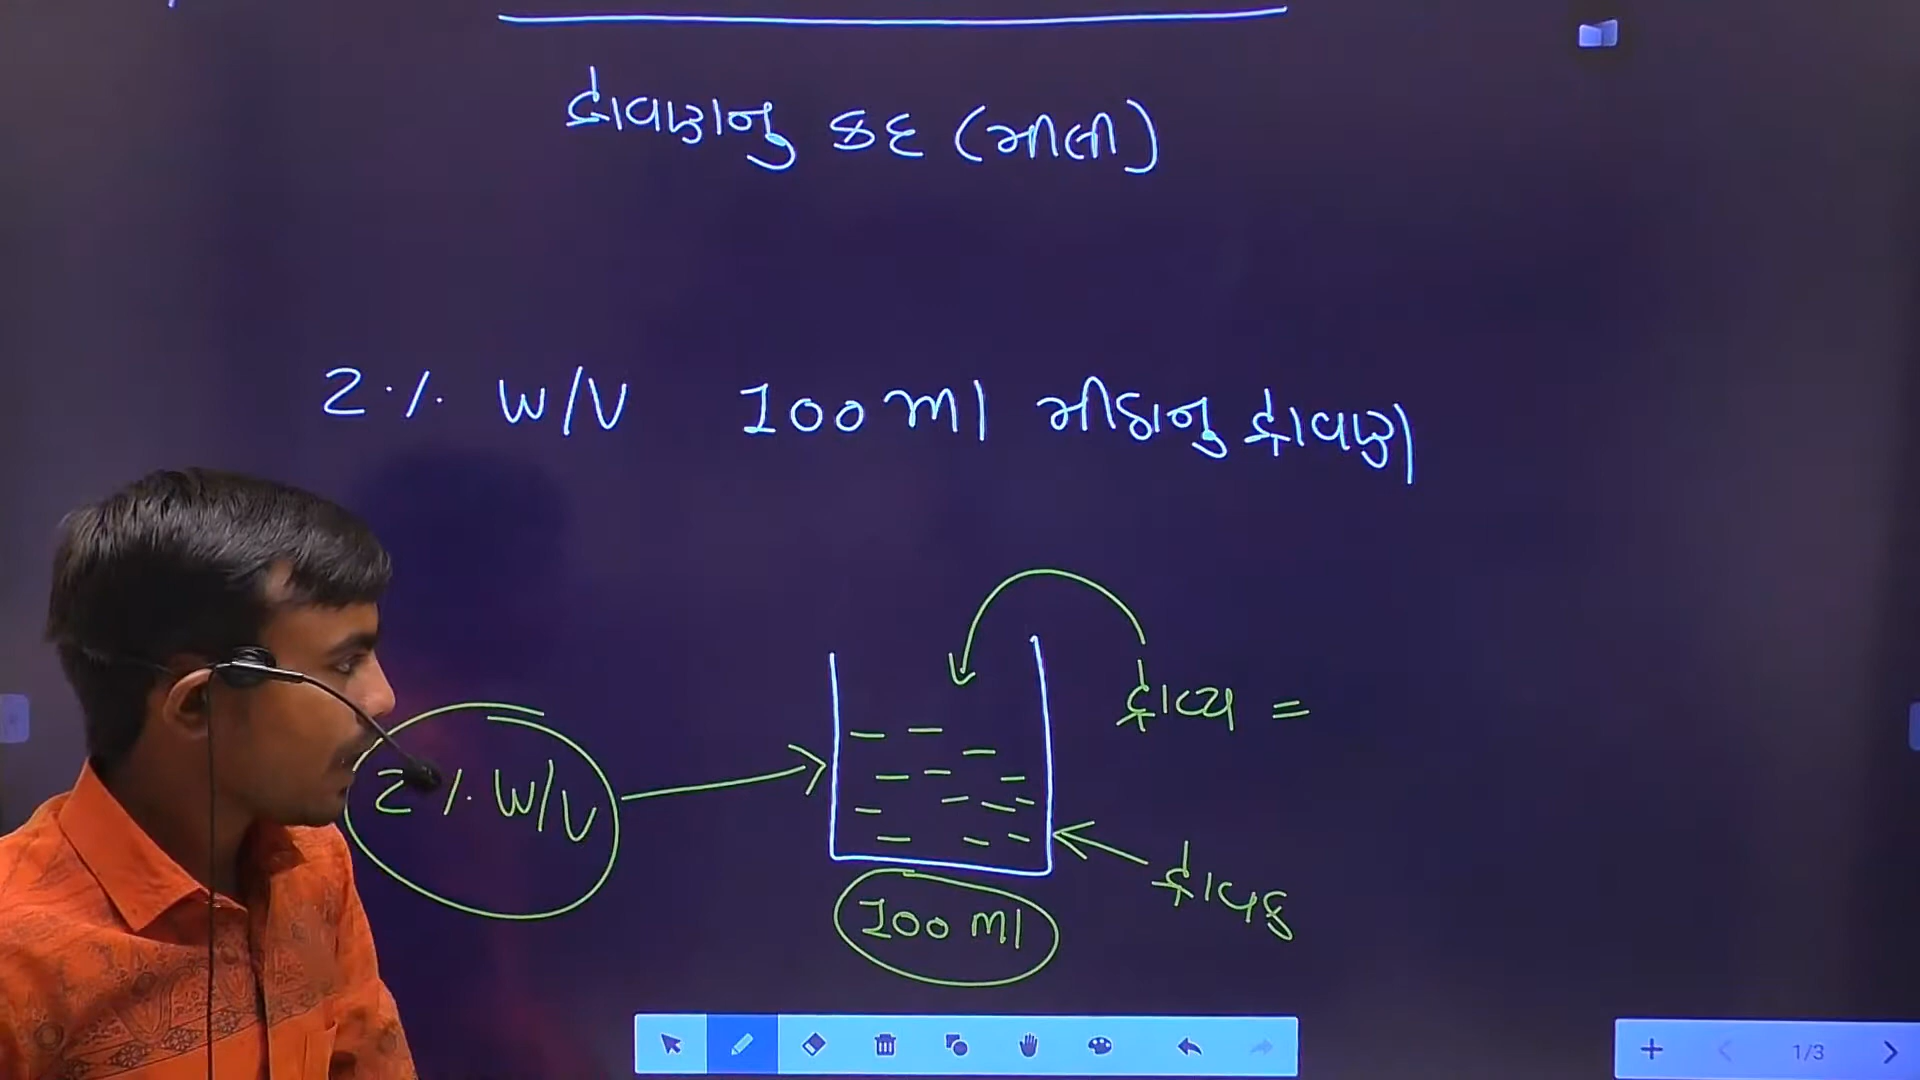 દ્રાવણનુ કદ (મીલી)
2 % W/V 100 ml મીઠાનુ દ્રાવણ
દ્રાવ્ય =
2 % W/V
દ્રાવક
100 ml
1/3